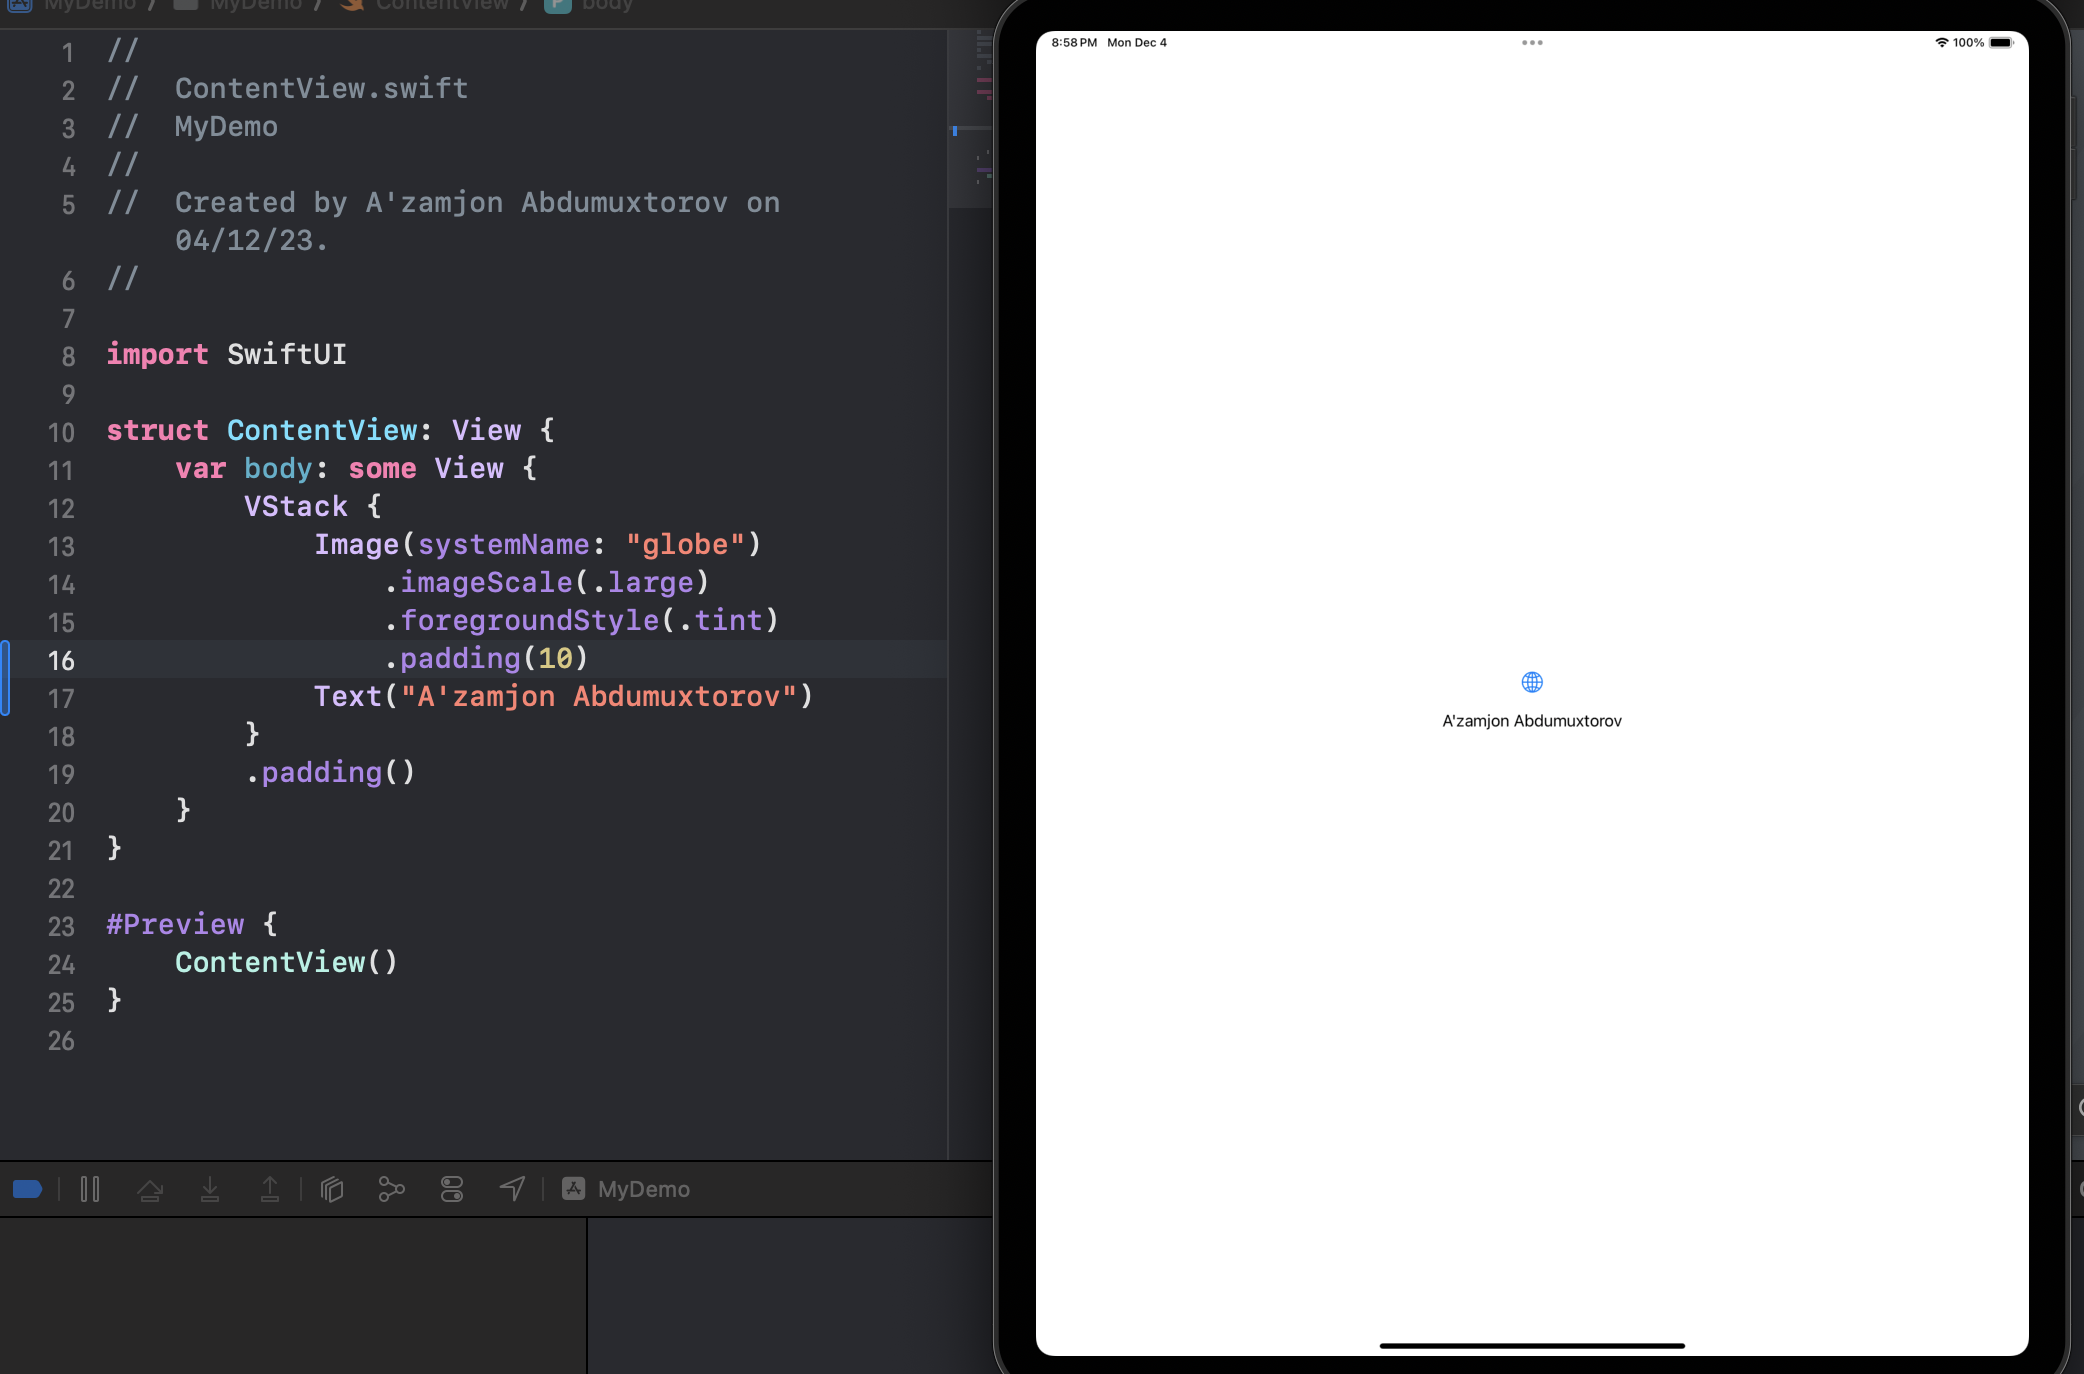 MyDemo MyDemo ContentView P body
1 //
2 //  ContentView.swift
3 //  MyDemo
4 //
5 //  Created by A'zamjon Abdumuxtorov on
04/12/23.
6 //
7
8 import SwiftUI
9
10 struct ContentView: View {
11     var body: some View {
12         VStack {
13             Image(systemName: "globe")
14                 .imageScale(.large)
15                 .foregroundStyle(.tint)
16                 .padding(10)
17             Text("A'zamjon Abdumuxtorov")
18         }
19         .padding()
20     }
21 }
22
23 #Preview {
24     ContentView()
25 }
26
MyDemo
8:58 PM Mon Dec 4
100%
A'zamjon Abdumuxtorov